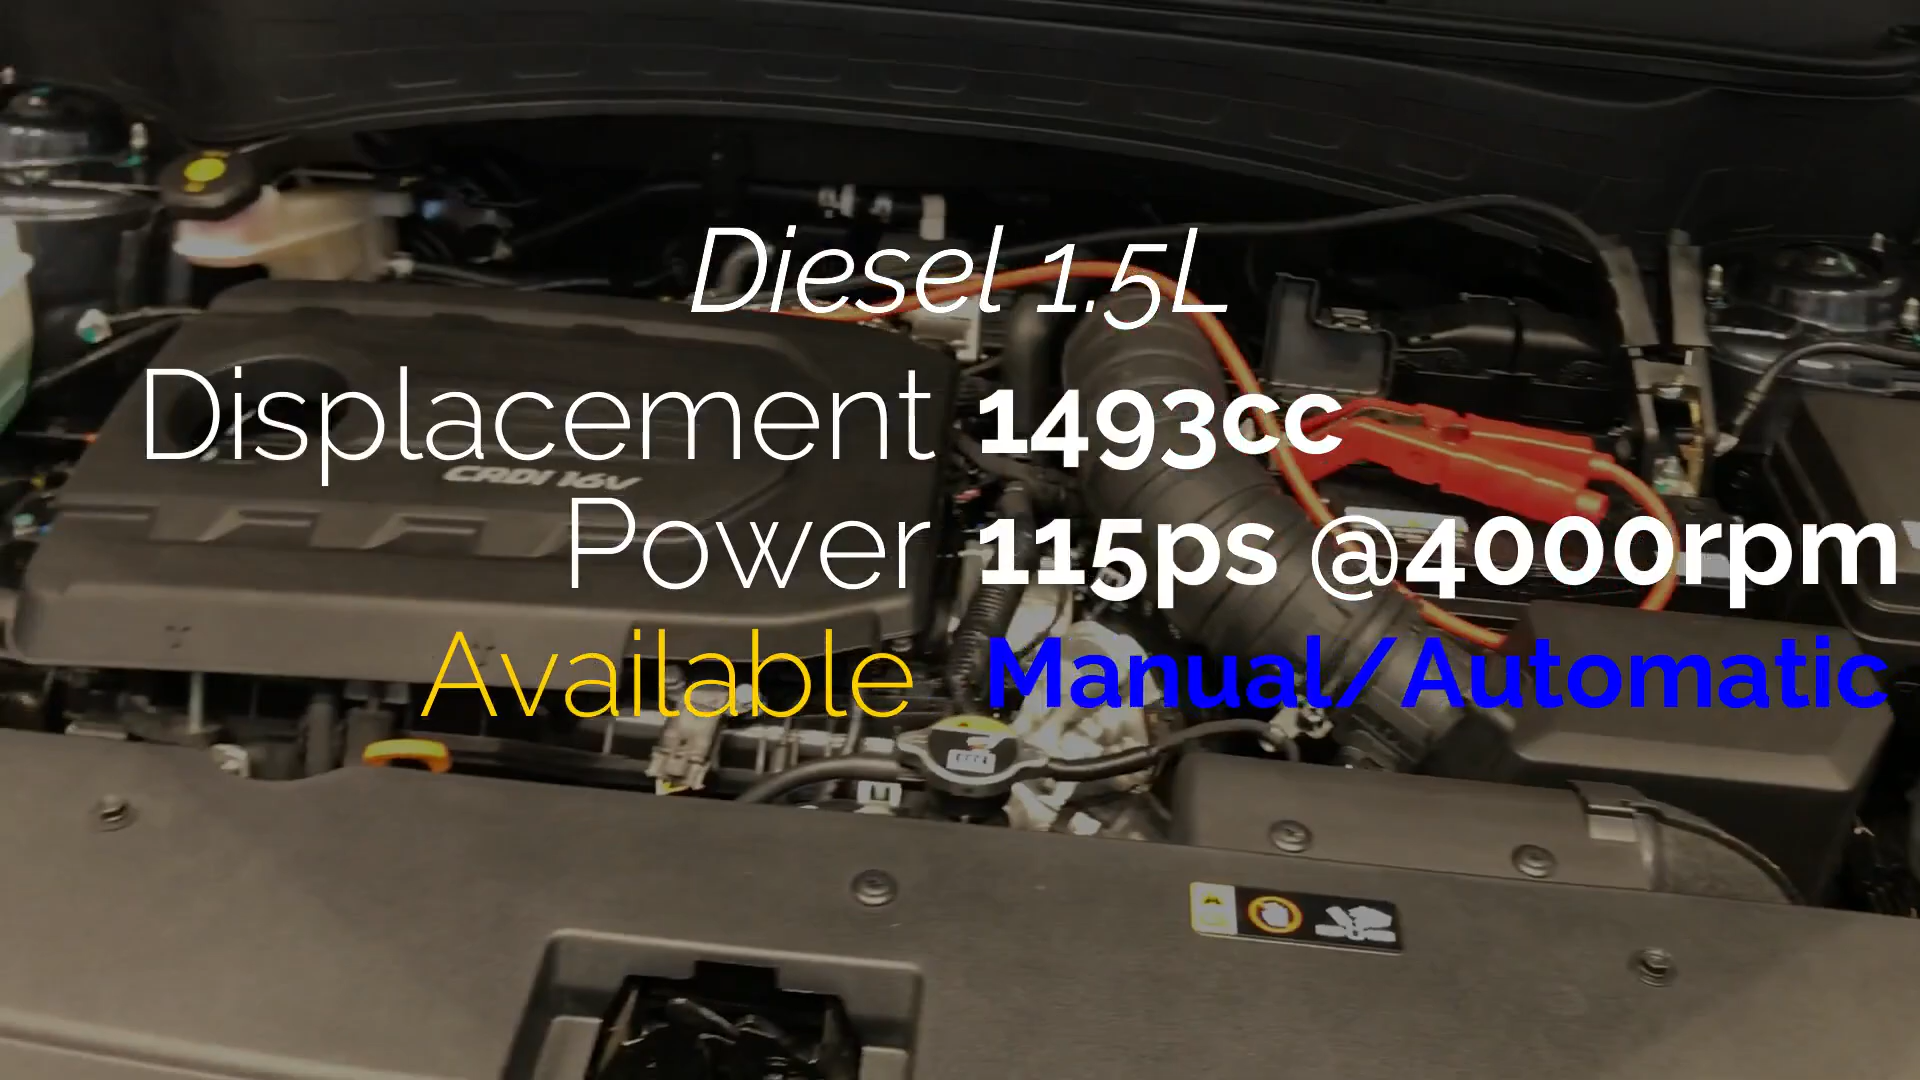 Diesel 1.5L
Displacement 1493cc
CRDI 16V
Power 115ps @4000rpm
Available Manual/Automatic